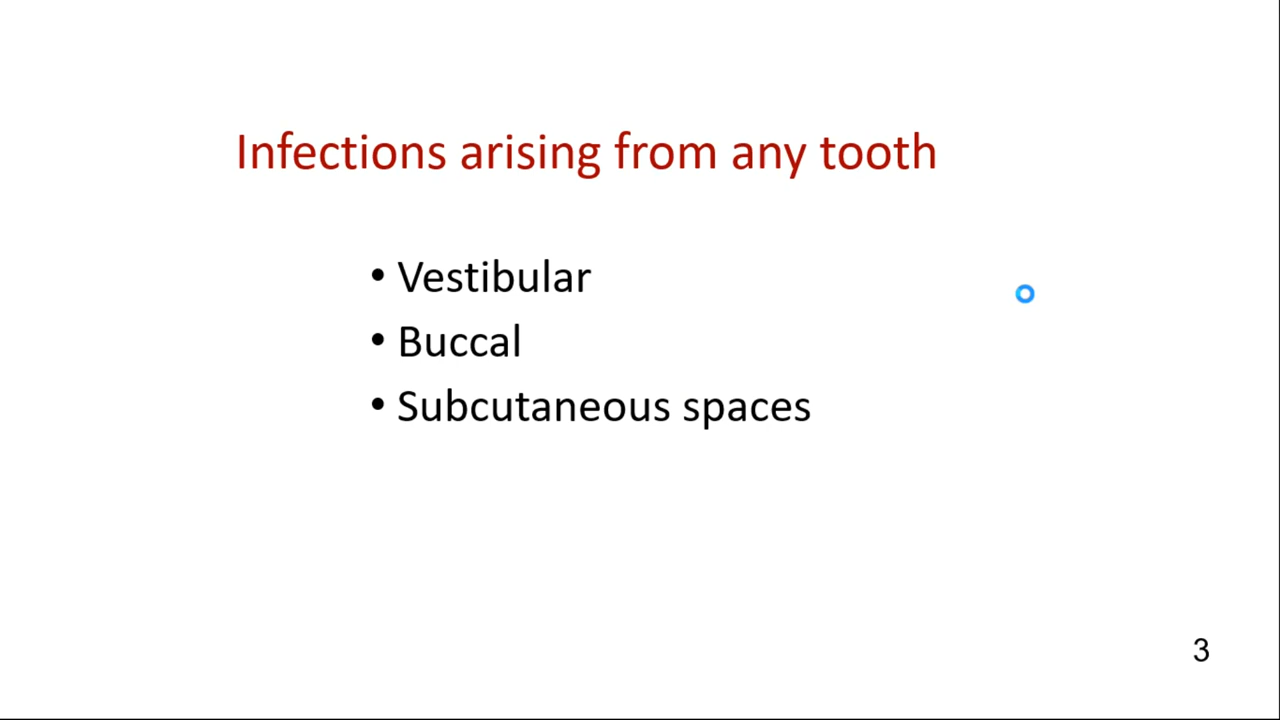 Infections arising from any tooth
• Vestibular
• Buccal
• Subcutaneous spaces
3